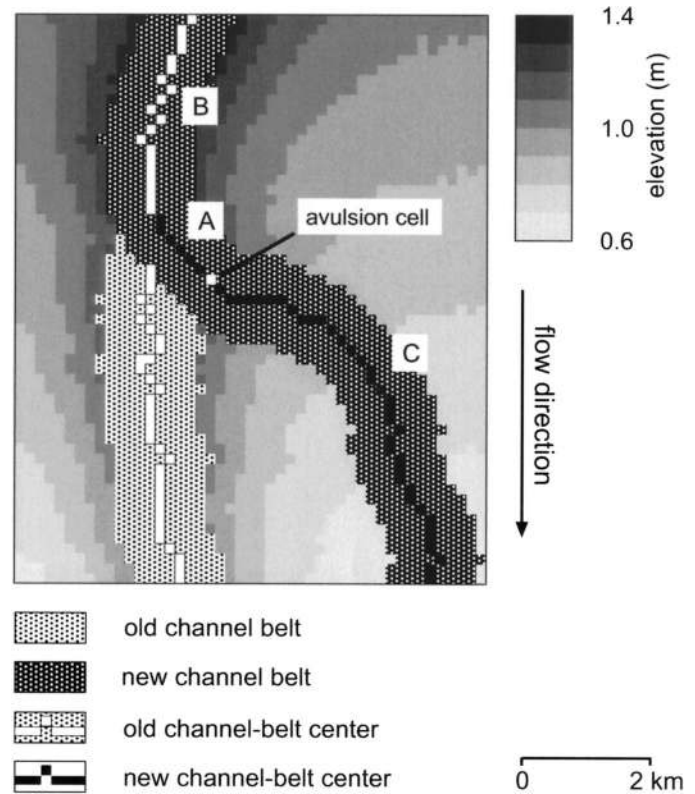 1.4
B
1.0
elevation (m)
A
avulsion cell
0.6
C
flow direction
old channel belt
new channel belt
old channel-belt center
new channel-belt center
0
2 km